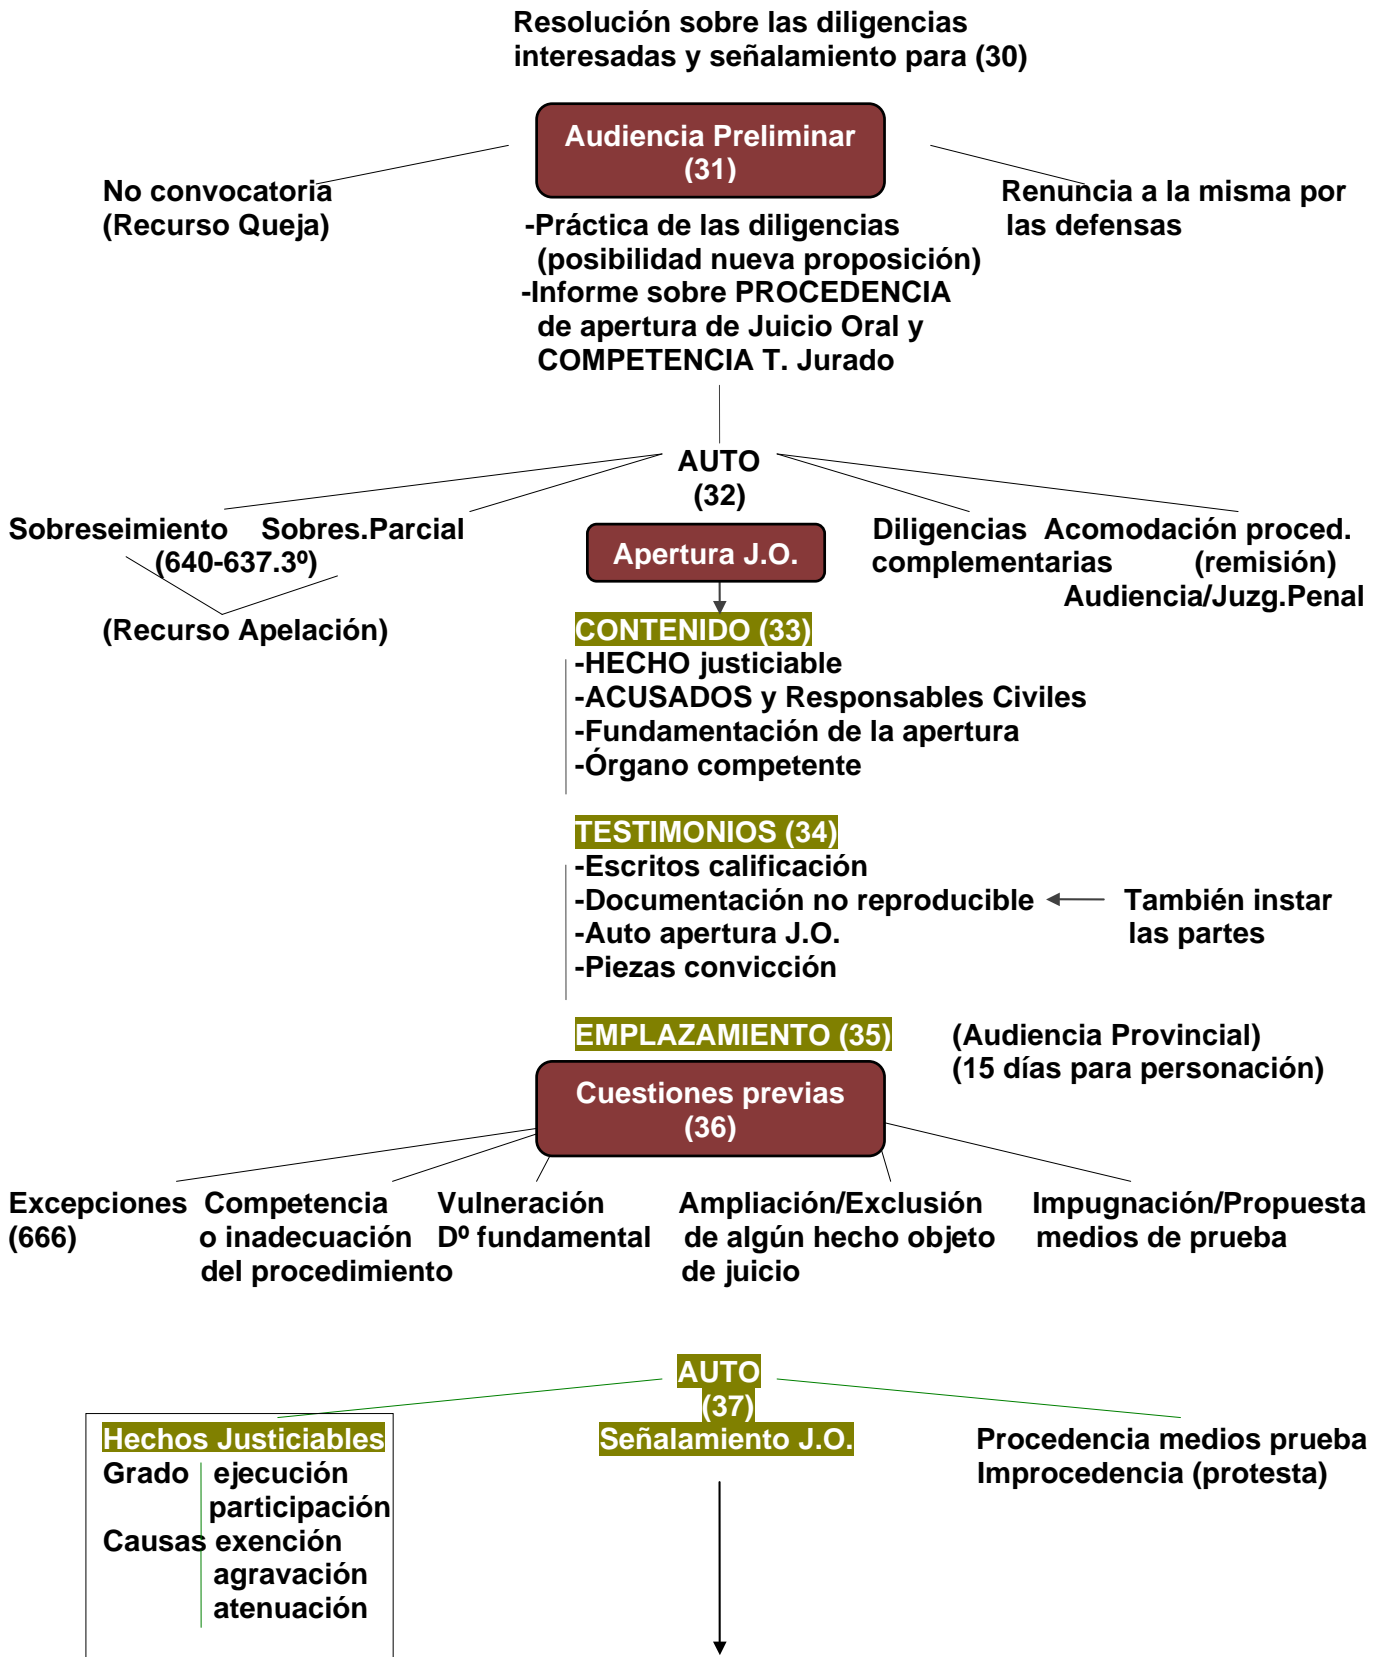 Resolución sobre las diligencias
interesadas y señalamiento para (30)
Audiencia Preliminar
(31)
No convocatoria
(Recurso Queja)
Renuncia a la misma por
las defensas
-Práctica de las diligencias
(posibilidad nueva proposición)
-Informe sobre PROCEDENCIA
de apertura de Juicio Oral y
COMPETENCIA T. Jurado
AUTO
(32)
Sobreseimiento Sobres.Parcial
(640-637.3º)
(Recurso Apelación)
Apertura J.O.
Diligencias Acomodación proced.
complementarias (remisión)
Audiencia/Juzg.Penal
CONTENIDO (33)
-HECHO justiciable
-ACUSADOS y Responsables Civiles
-Fundamentación de la apertura
-Órgano competente
TESTIMONIOS (34)
-Escritos calificación
-Documentación no reproducible
-Auto apertura J.O.
-Piezas convicción
También instar
las partes
EMPLAZAMIENTO (35)
(Audiencia Provincial)
(15 días para personación)
Cuestiones previas
(36)
Excepciones
(666)
Competencia
o inadecuación
del procedimiento
Vulneración
Dº fundamental
Ampliación/Exclusión
de algún hecho objeto
de juicio
Impugnación/Propuesta
medios de prueba
AUTO
(37)
Señalamiento J.O.
Hechos Justiciables
Grado ejecución
participación
Causas exención
agravación
atenuación
Procedencia medios prueba
Improcedencia (protesta)